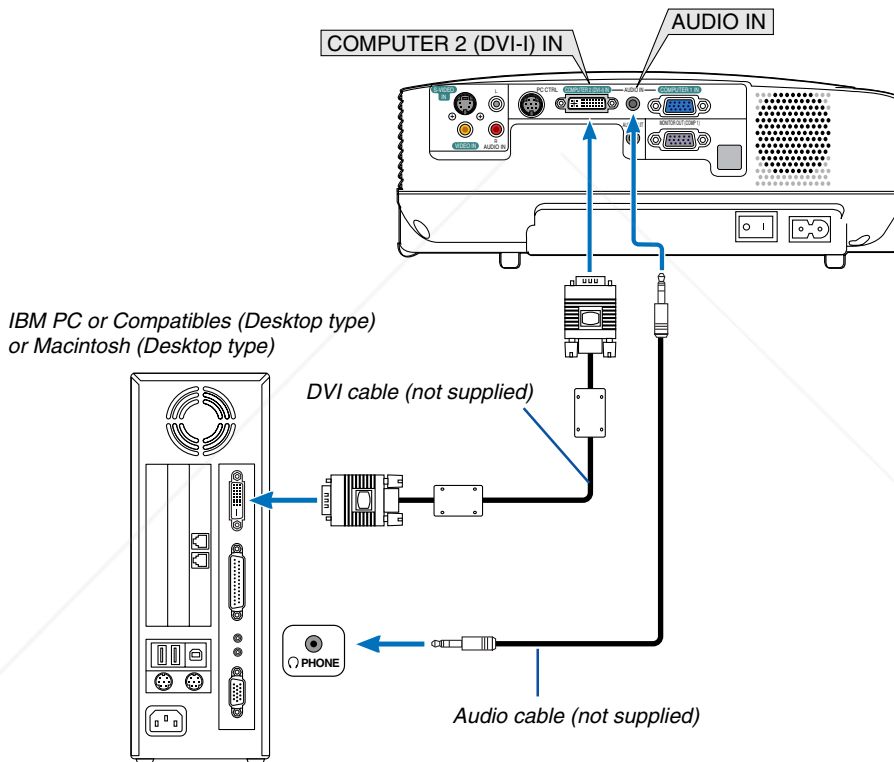 COMPUTER 2 (DVI-I) IN
AUDIO IN
S-VIDEO
IN
L
PC CTRL
COMPUTER 2 (DVI-I) IN
AUDIO IN
COMPUTER 1 IN
VIDEO IN
R
AUDIO IN
MONITOR OUT (COMP 1)
IBM PC or Compatibles (Desktop type)
or Macintosh (Desktop type)
DVI cable (not supplied)
PHONE
Audio cable (not supplied)